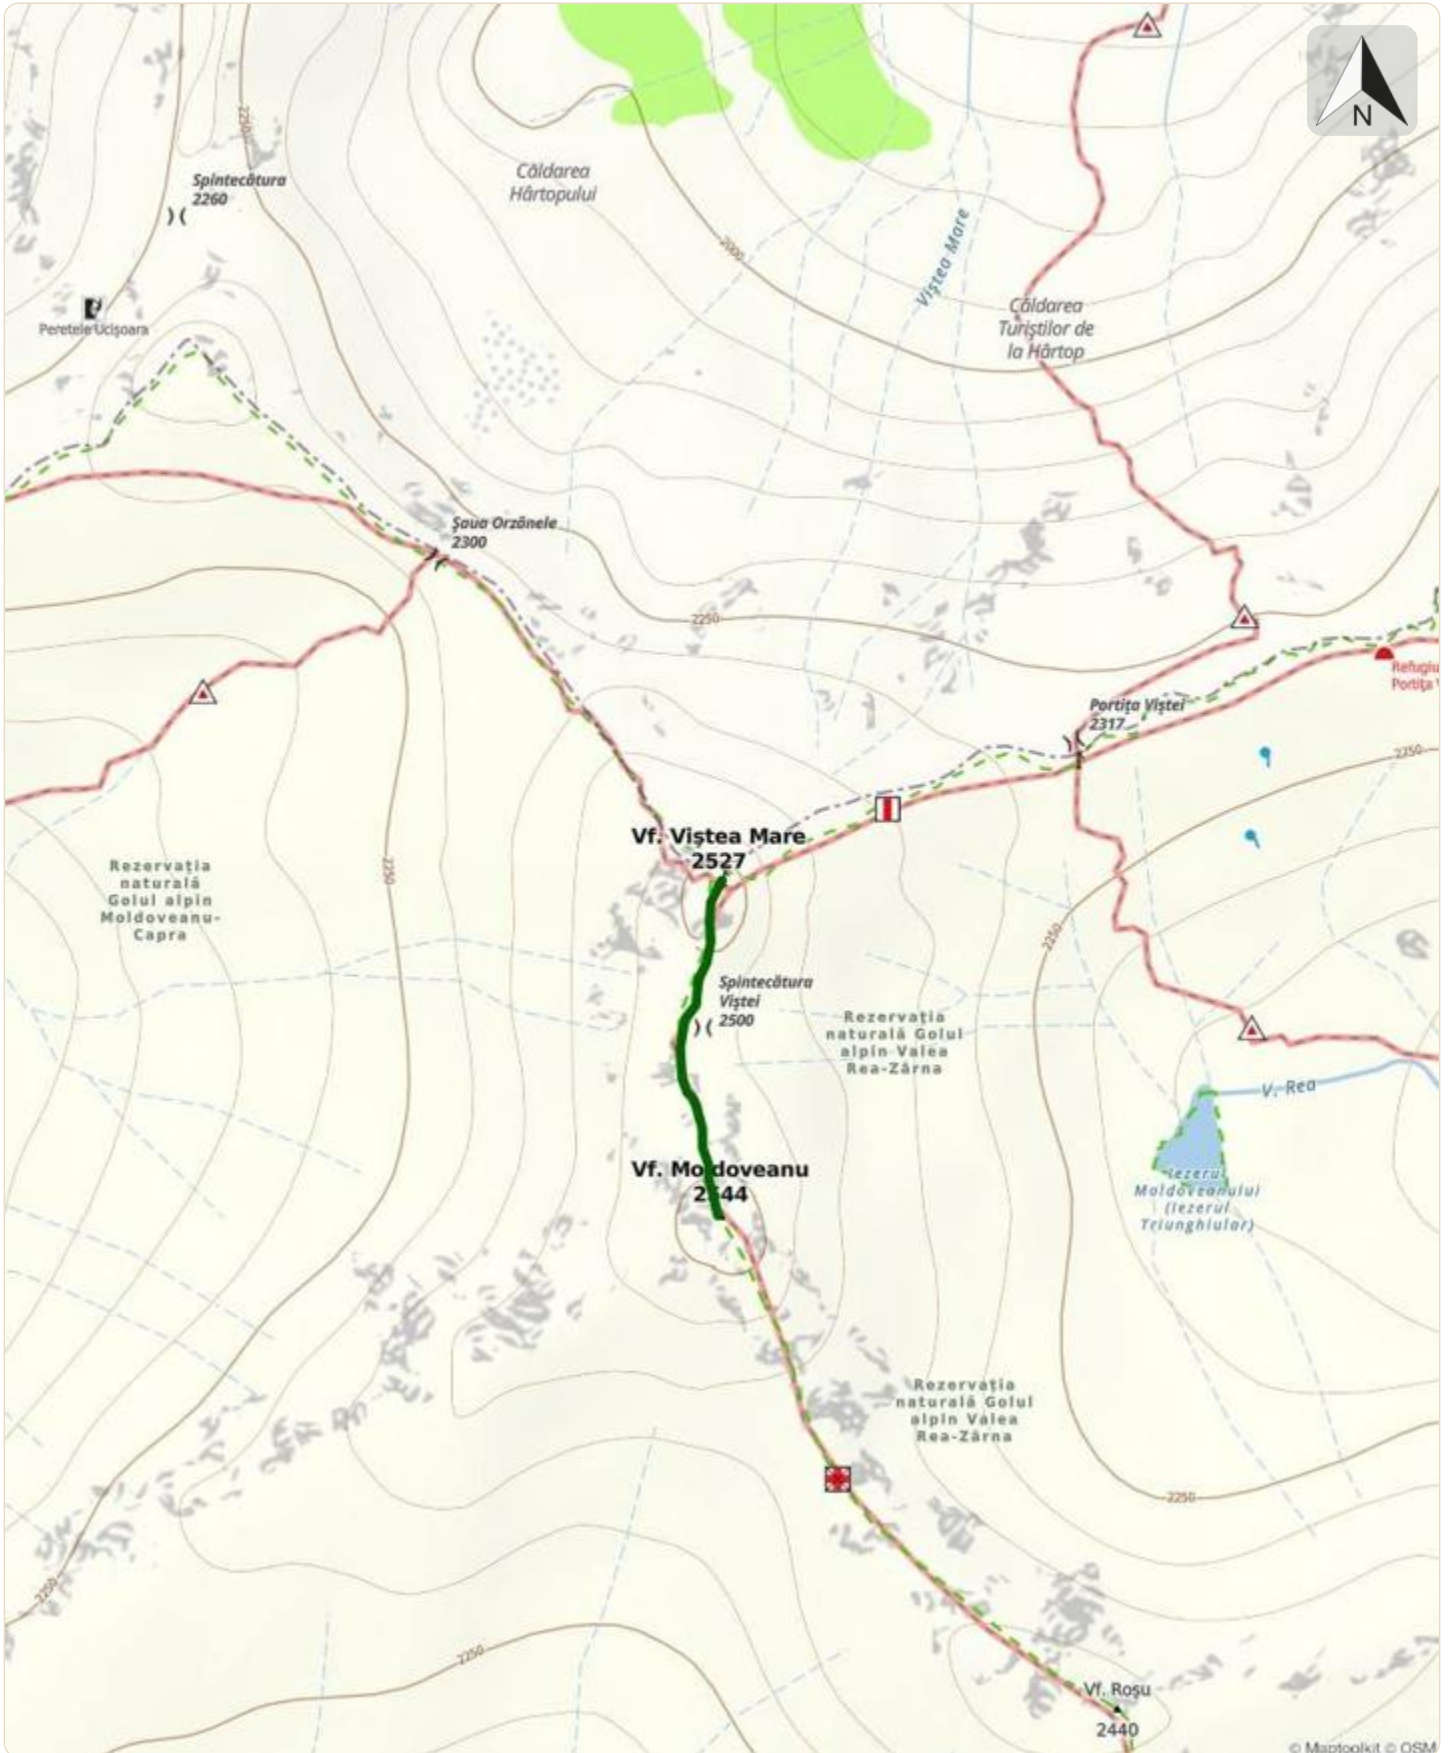 N
2250
Spintecătura
2260
Căldarea
Hârtopului
Viştea Mare
2000
Peretele Ucişoara
Căldarea
Turiştilor de
la Hârtop
Şaua Orzănele
2300
2250
Refugiu
Portiţa V
Portiţa Viştei
2317
2250
Vf. Viştea Mare
2527
Rezervaţia
naturală
Golul alpin
Moldoveanu-
Capra
2250
2250
Spintecătura
Viştei
2500
Rezervaţia
naturală Golul
alpin Valea
Rea-Zârna
V. Rea
Vf. Moldoveanu
2544
Iezeru
Moldoveanului
(Iezerul
Triunghiular)
Rezervaţia
naturală Golul
alpin Valea
Rea-Zârna
2250
2250
2250
Vf. Roşu
2440
© Maptoolkit © OSM